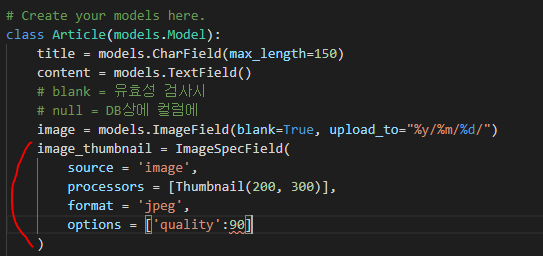 # Create your models here.
class Article(models.Model):
    title = models.CharField(max_length=150)
    content = models.TextField()
    # blank = 유효성 검사시
    # null = DB상에 컬럼에
    image = models.ImageField(blank=True, upload_to="%y/%m/%d/")
    image_thumbnail = ImageSpecField(
        source = 'image',
        processors = [Thumbnail(200, 300)],
        format = 'jpeg',
        options = ['quality':90]
    )